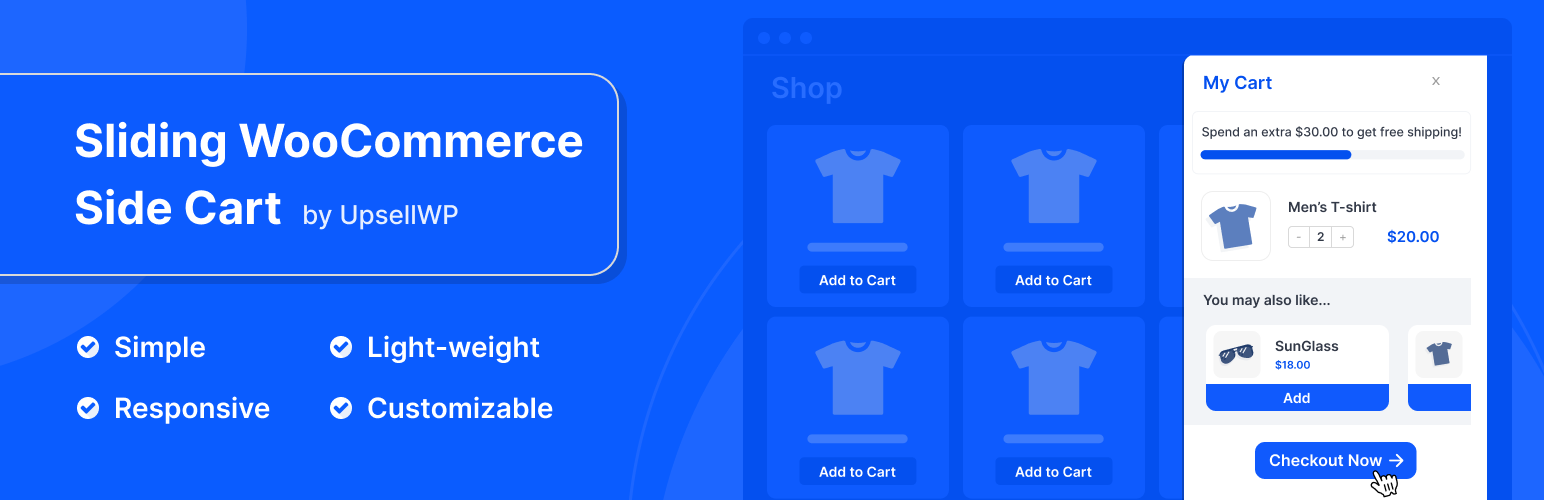 Sliding WooCommerce
Side Cart by UpsellWP
Simple
Light-weight
Responsive
Customizable
Shop
Add to Cart
Add to Cart
Add to Cart
Add to Cart
My Cart
X
Spend an extra $30.00 to get free shipping!
Men's T-shirt
- 2 +
$20.00
You may also like...
SunGlass
$18.00
Add
Checkout Now →